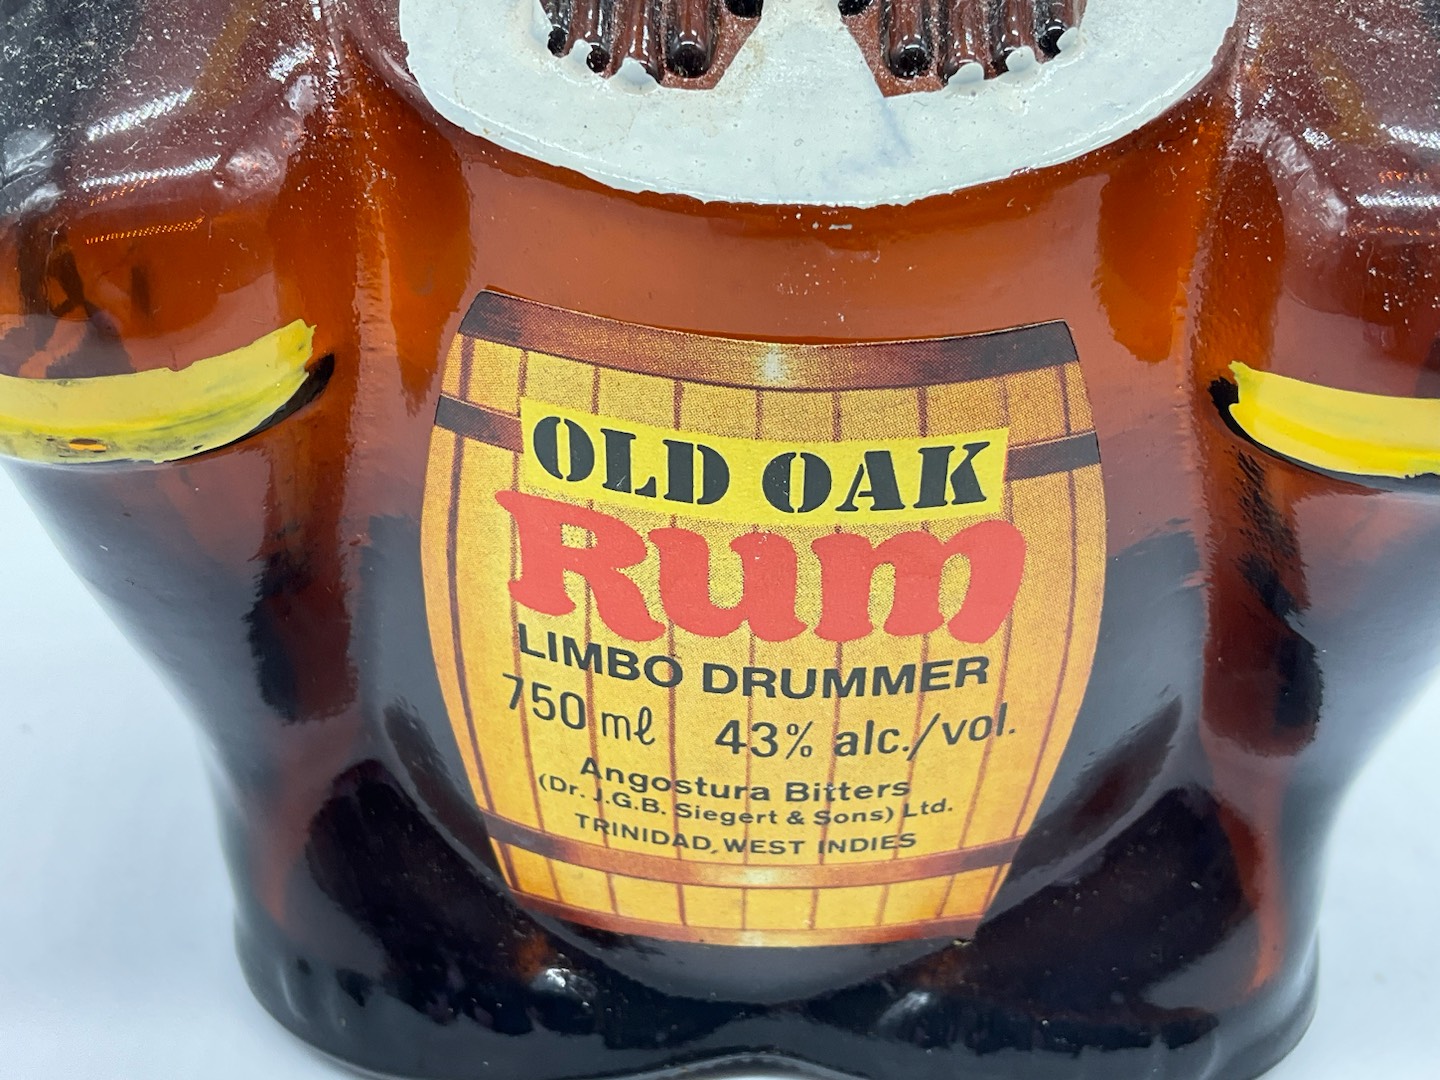 OLD OAK
Rum
LIMBO DRUMMER
750 ml 43% alc./vol.
Angostura Bitters
(Dr. J.G.B. Siegert & Sons) Ltd.
TRINIDAD, WEST INDIES